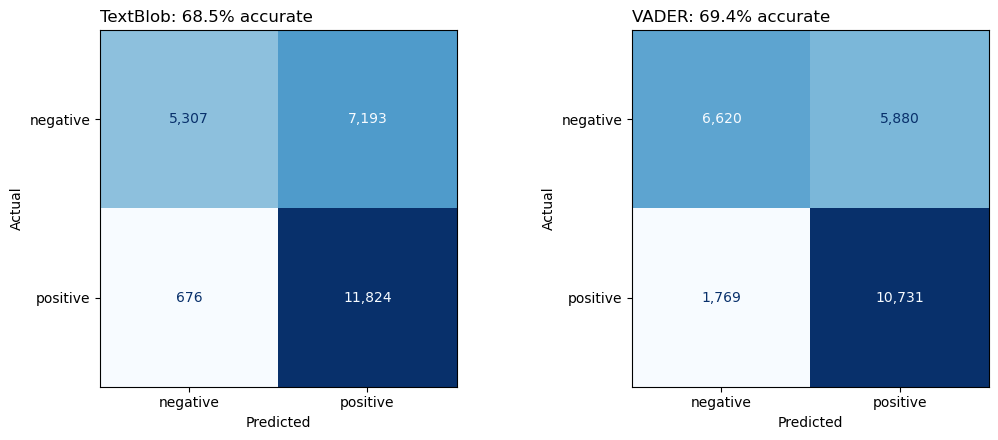 TextBlob: 68.5% accurate
negative
5,307
7,193
Actual
positive
676
11,824
negative
positive
Predicted
VADER: 69.4% accurate
negative
6,620
5,880
Actual
positive
1,769
10,731
negative
positive
Predicted